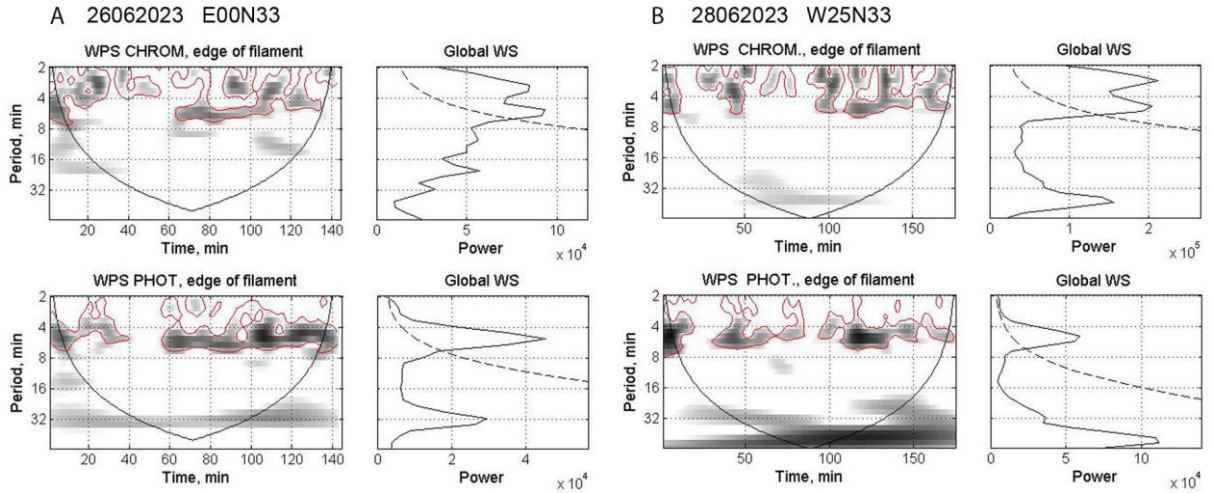 A 26062023 E00N33
WPS CHROM, edge of filament
Global WS
2
4
8
16
32
Period, min
20 40 60 80 100 120 140
Time, min
0 5 10
Power
x 10^4
WPS PHOT, edge of filament
Global WS
2
4
8
16
32
Period, min
20 40 60 80 100 120 140
Time, min
0 2 4
Power
x 10^4
B 28062023 W25N33
WPS CHROM., edge of filament
Global WS
2
4
8
16
32
Period, min
50 100 150
Time, min
0 1 2
Power
x 10^5
WPS PHOT., edge of filament
Global WS
2
4
8
16
32
Period, min
50 100 150
Time, min
0 5 10
Power
x 10^4